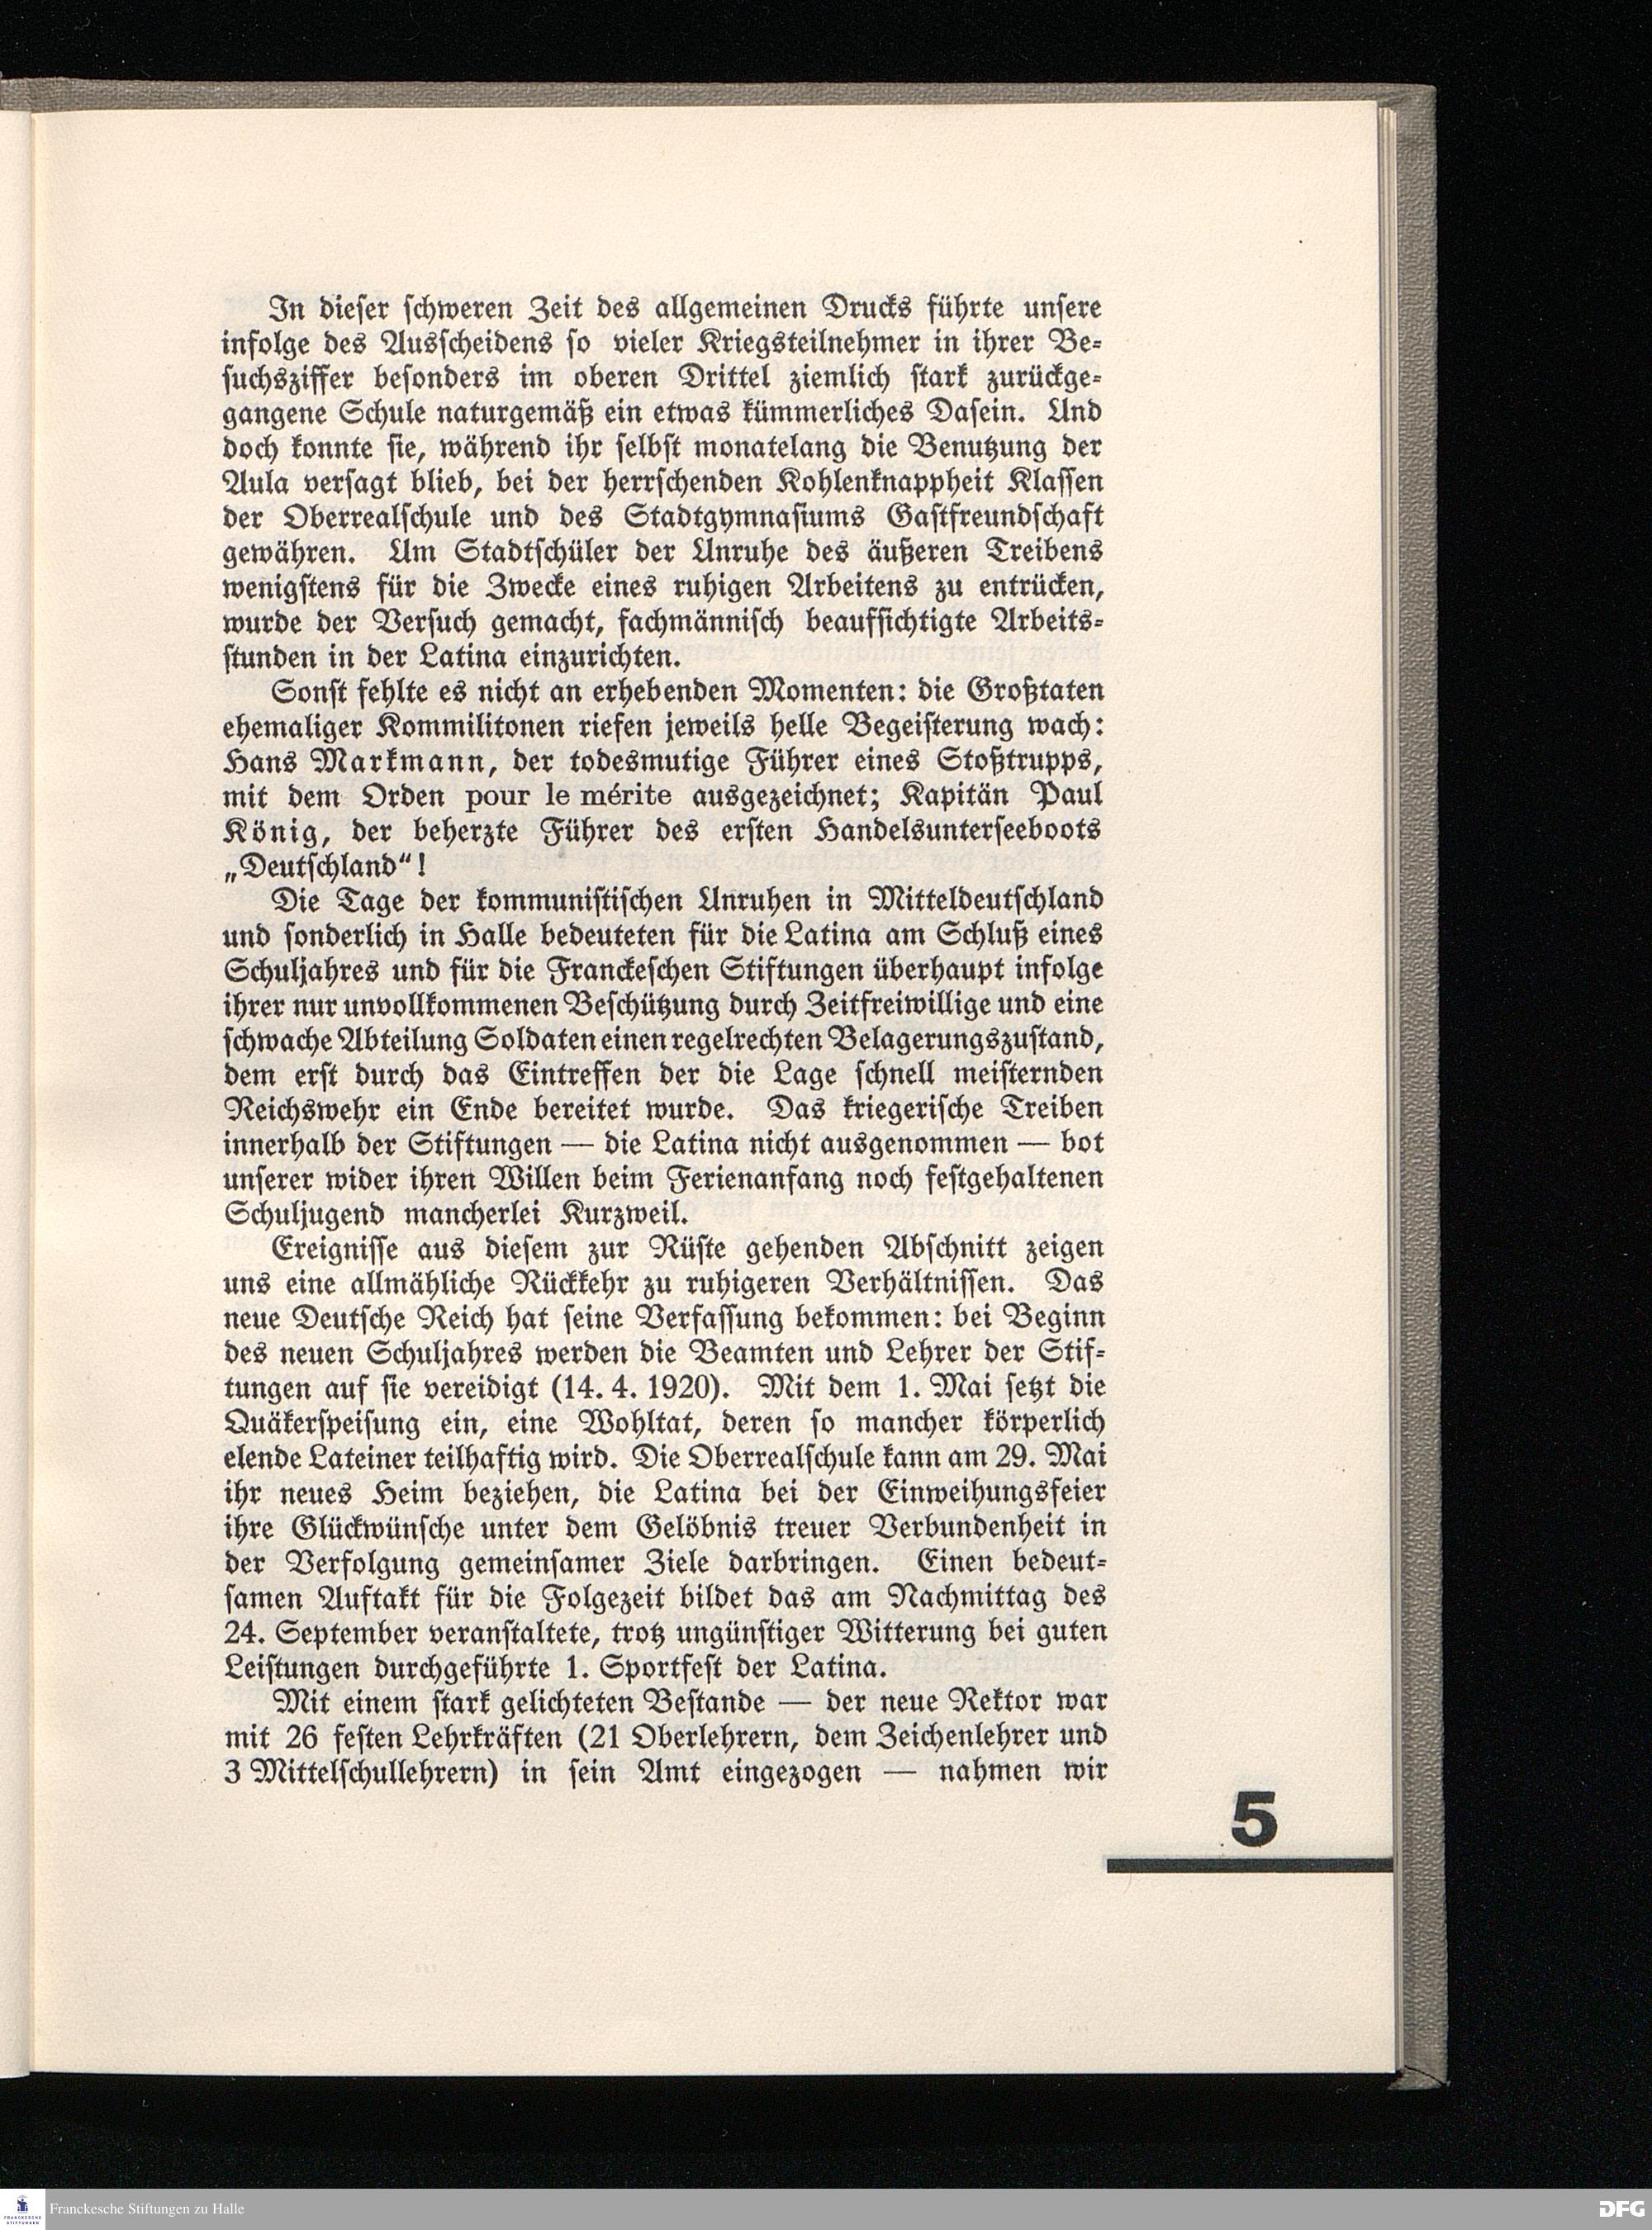 In dieser schweren Zeit des allgemeinen Drucks führte unsere
infolge des Ausscheidens so vieler Kriegsteilnehmer in ihrer Be-
suchsziffer besonders im oberen Drittel ziemlich stark zurückge-
gangene Schule naturgemäß ein etwas kümmerliches Dasein. Und
doch konnte sie, während ihr selbst monatelang die Benutzung der
Aula versagt blieb, bei der herrschenden Kohlenknappheit Klassen
der Oberrealschule und des Stadtgymnasiums Gastfreundschaft
gewähren. Um Stadtschüler der Unruhe des äußeren Treibens
wenigstens für die Zwecke eines ruhigen Arbeitens zu entrücken,
wurde der Versuch gemacht, fachmännisch beaufsichtigte Arbeits-
stunden in der Latina einzurichten.
Sonst fehlte es nicht an erhebenden Momenten: die Großtaten
ehemaliger Kommilitonen riefen jeweils helle Begeisterung wach:
Hans Markmann, der todesmutige Führer eines Stoßtrupps,
mit dem Orden pour le mérite ausgezeichnet; Kapitän Paul
König, der beherzte Führer des ersten Handelsunterseeboots
„Deutschland“!
Die Tage der kommunistischen Unruhen in Mitteldeutschland
und sonderlich in Halle bedeuteten für die Latina am Schluß eines
Schuljahres und für die Franckeschen Stiftungen überhaupt infolge
ihrer nur unvollkommenen Beschützung durch Zeitfreiwillige und eine
schwache Abteilung Soldaten einen regelrechten Belagerungszustand,
dem erst durch das Eintreffen der die Lage schnell meisternden
Reichswehr ein Ende bereitet wurde. Das kriegerische Treiben
innerhalb der Stiftungen — die Latina nicht ausgenommen — bot
unserer wider ihren Willen beim Ferienanfang noch festgehaltenen
Schuljugend mancherlei Kurzweil.
Ereignisse aus diesem zur Rüste gehenden Abschnitt zeigen
uns eine allmähliche Rückkehr zu ruhigeren Verhältnissen. Das
neue Deutsche Reich hat seine Verfassung bekommen: bei Beginn
des neuen Schuljahres werden die Beamten und Lehrer der Stif-
tungen auf sie vereidigt (14. 4. 1920). Mit dem 1. Mai setzt die
Quäkerspeisung ein, eine Wohltat, deren so mancher körperlich
elende Lateiner teilhaftig wird. Die Oberrealschule kann am 29. Mai
ihr neues Heim beziehen, die Latina bei der Einweihungsfeier
ihre Glückwünsche unter dem Gelöbnis treuer Verbundenheit in
der Verfolgung gemeinsamer Ziele darbringen. Einen bedeut-
samen Auftakt für die Folgezeit bildet das am Nachmittag des
24. September veranstaltete, trotz ungünstiger Witterung bei guten
Leistungen durchgeführte 1. Sportfest der Latina.
Mit einem stark gelichteten Bestande — der neue Rektor war
mit 26 festen Lehrkräften (21 Oberlehrern, dem Zeichenlehrer und
3 Mittelschullehrern) in sein Amt eingezogen — nahmen wir
5
FRANCKESCHE
STIFTUNGEN
Franckesche Stiftungen zu Halle
DFG